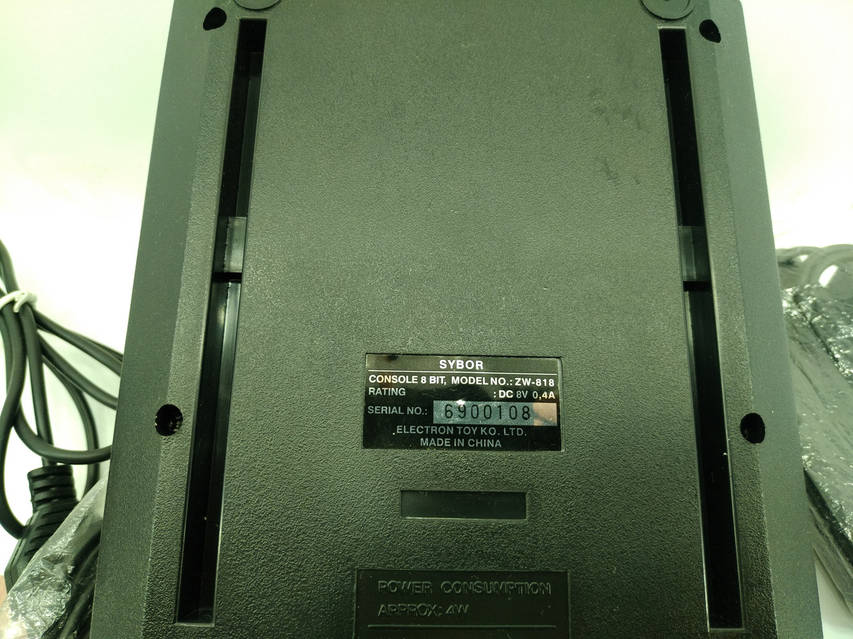 SYBOR
CONSOLE 8 BIT, MODEL NO.: ZW-818
RATING : DC 8V 0,4A
SERIAL NO.: 6900108
ELECTRON TOY KO. LTD.
MADE IN CHINA
POWER CONSUMPTION
APPROX: 4W